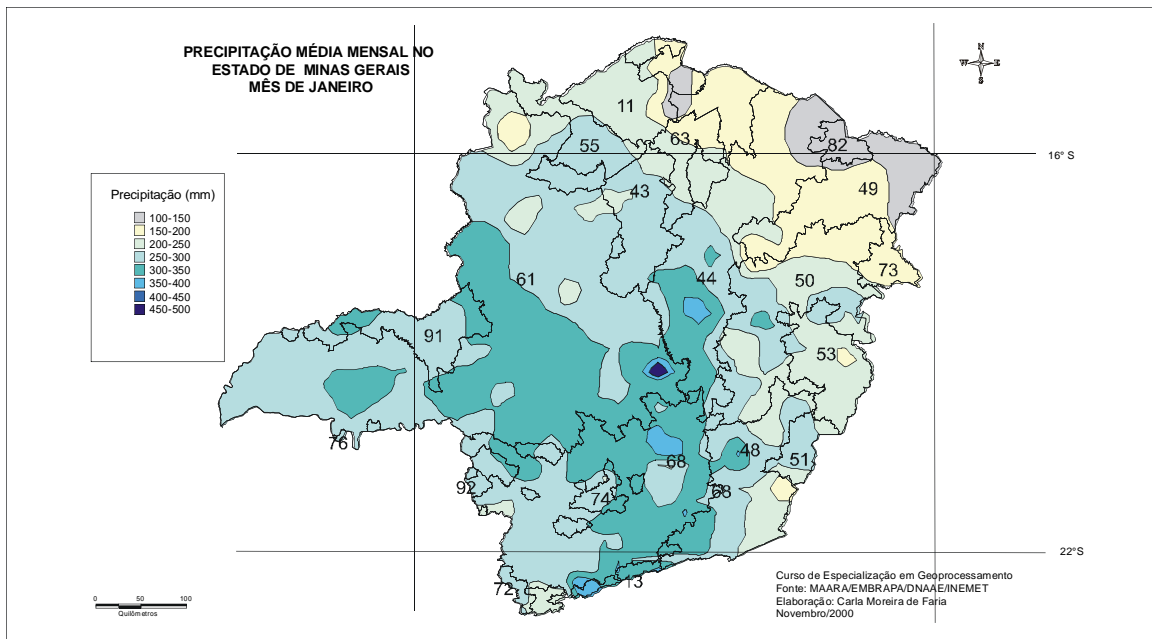 PRECIPITAÇÃO MÉDIA MENSAL NO
ESTADO DE MINAS GERAIS
MÊS DE JANEIRO
N
W E
S
11
63
82
55
16° S
43
49
Precipitação (mm)
100-150
150-200
200-250
250-300
300-350
350-400
400-450
450-500
61
44
50
73
91
53
76
68
48
51
92
74
68
22°S
72
13
0 50 100
Quilômetros
Curso de Especialização em Geoprocessamento
Fonte: MAARA/EMBRAPA/DNAAE/INEMET
Elaboração: Carla Moreira de Faria
Novembro/2000